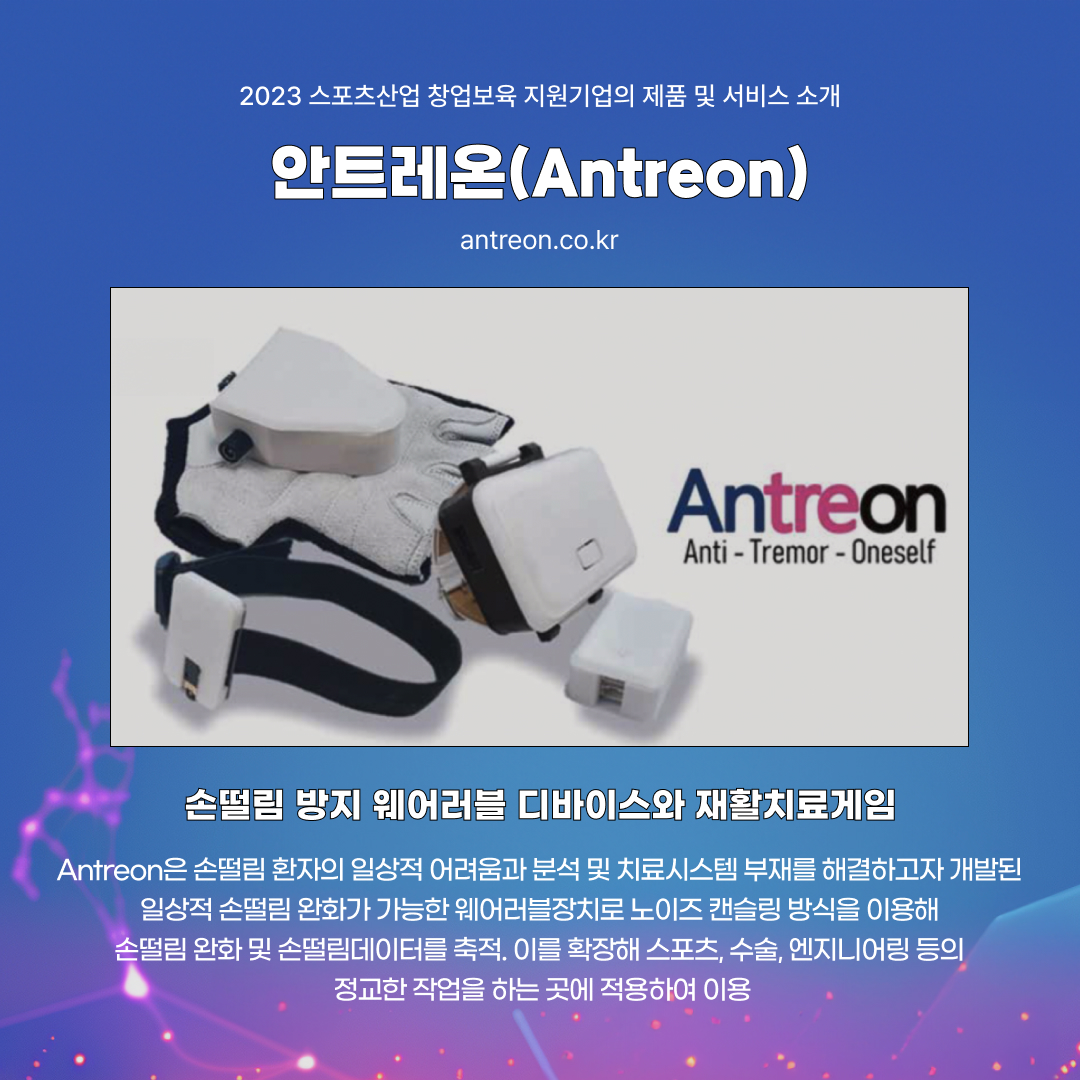 2023 스포츠산업 창업보육 지원기업의 제품 및 서비스 소개
안트레온(Antreon)
antreon.co.kr
Antreon
Anti - Tremor - Oneself
손떨림 방지 웨어러블 디바이스와 재활치료게임
Antreon은 손떨림 환자의 일상적 어려움과 분석 및 치료시스템 부재를 해결하고자 개발된
일상적 손떨림 완화가 가능한 웨어러블장치로 노이즈 캔슬링 방식을 이용해
손떨림 완화 및 손떨림데이터를 축적. 이를 확장해 스포츠, 수술, 엔지니어링 등의
정교한 작업을 하는 곳에 적용하여 이용